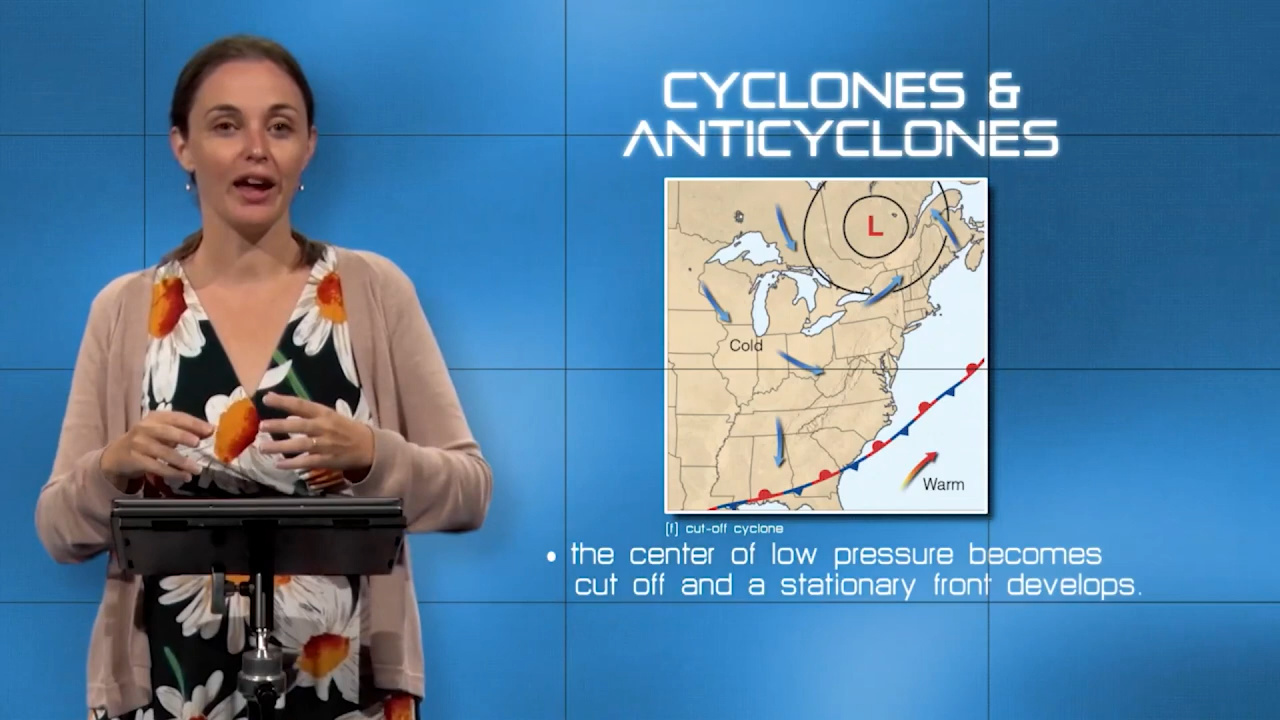 CYCLONES &
ANTICYCLONES
L
Cold
Warm
(f) cut-off cyclone
• the center of low pressure becomes
cut off and a stationary front develops.